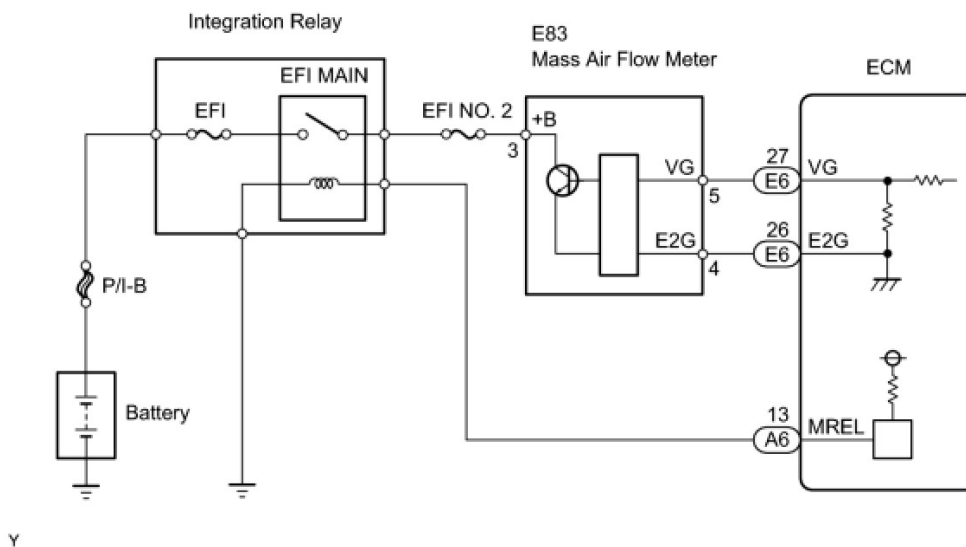 Integration Relay
E83
Mass Air Flow Meter
ECM
EFI MAIN
EFI
EFI NO. 2
+B
3
VG
5
27
E6
VG
E2G
4
26
E6
E2G
P/I-B
Battery
13
A6
MREL
Y